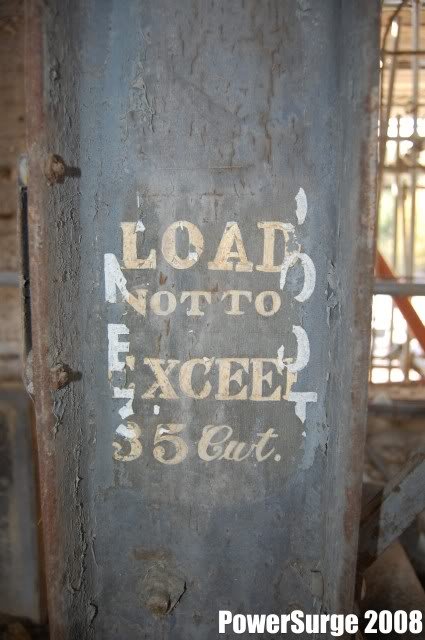 LOAD
NOT TO
EXCEED
35 Cwt.
PowerSurge 2008